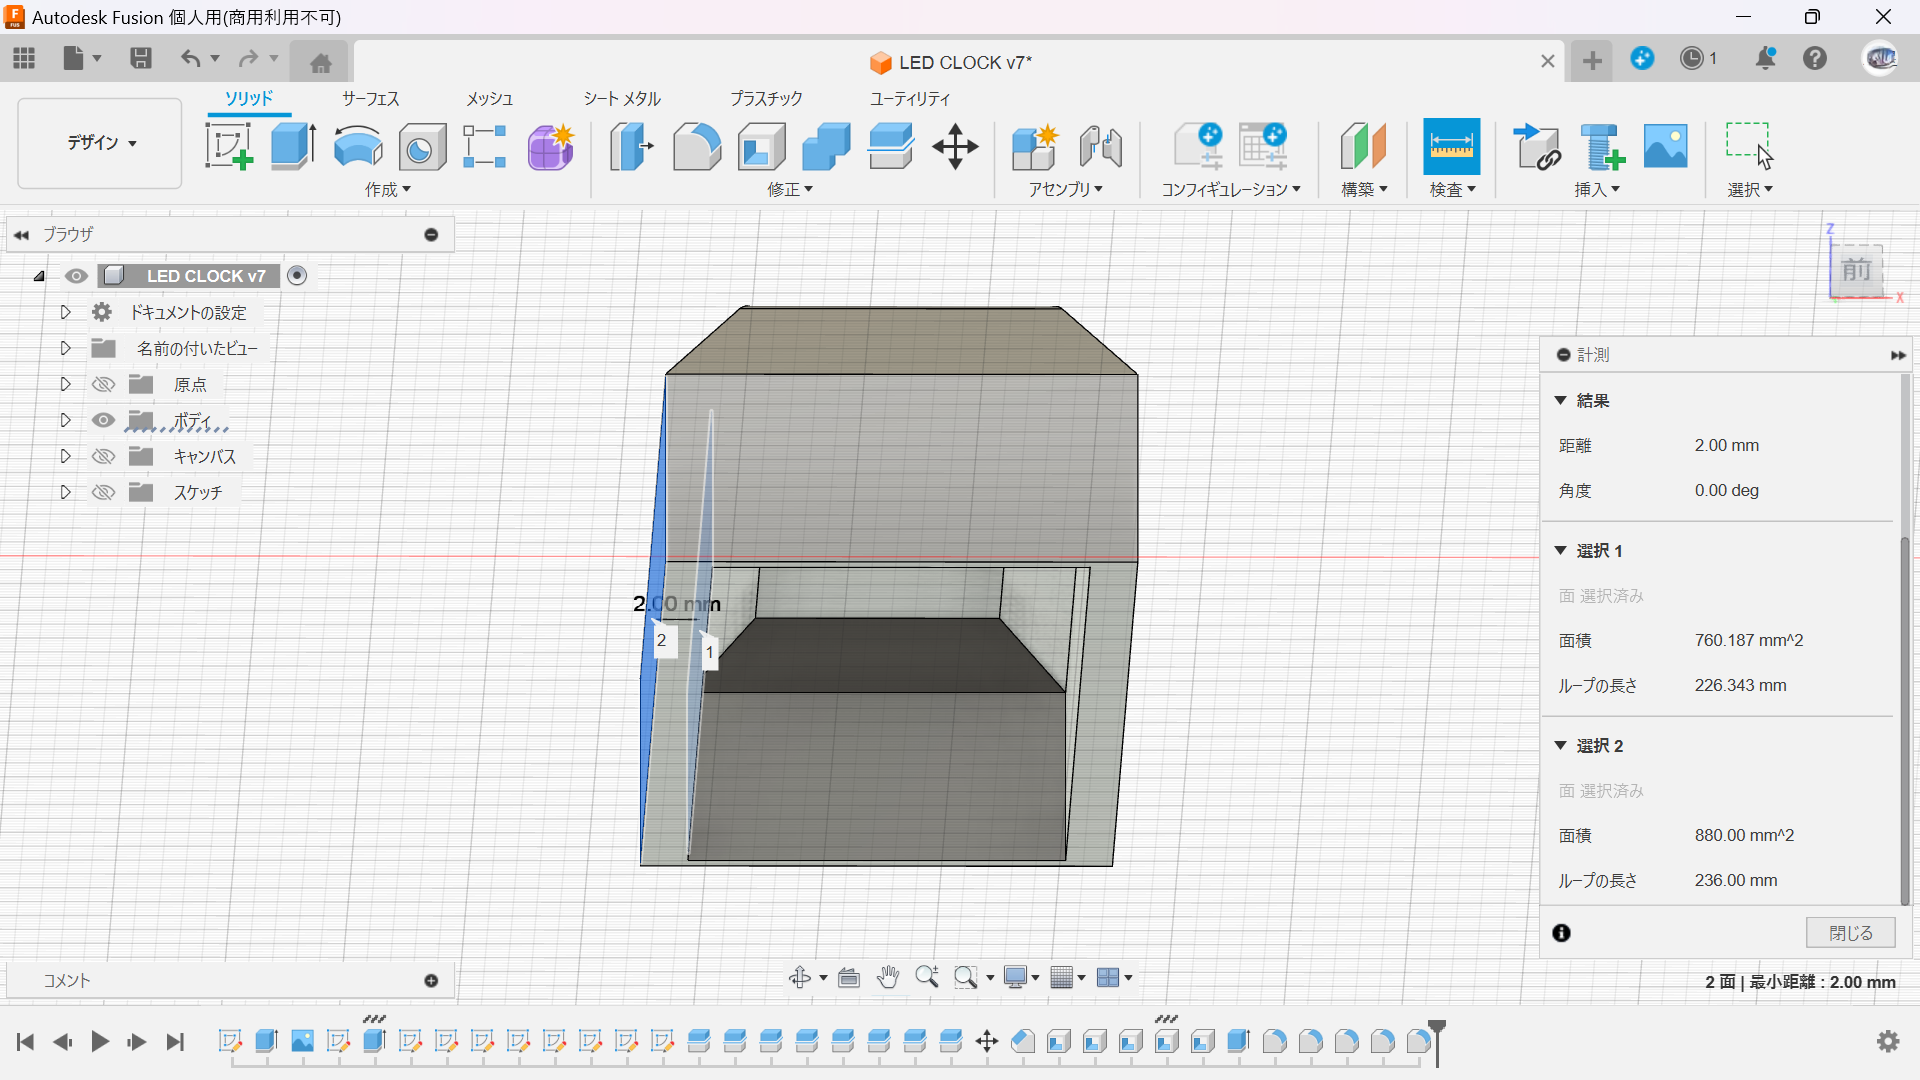 Autodesk Fusion 個人用(商用利用不可)
LED CLOCK v7*
1
ソリッド サーフェス メッシュ シート メタル プラスチック ユーティリティ
デザイン
作成 修正 アセンブリ コンフィギュレーション 構築 検査 挿入 選択
ブラウザ
LED CLOCK v7
ドキュメントの設定
名前の付いたビュー
原点
ボディ
キャンバス
スケッチ
Z
前
X
2.00 mm
2
1
計測
結果
距離 2.00 mm
角度 0.00 deg
選択 1
面 選択済み
面積 760.187 mm^2
ループの長さ 226.343 mm
選択 2
面 選択済み
面積 880.00 mm^2
ループの長さ 236.00 mm
閉じる
コメント
2 面 | 最小距離 : 2.00 mm